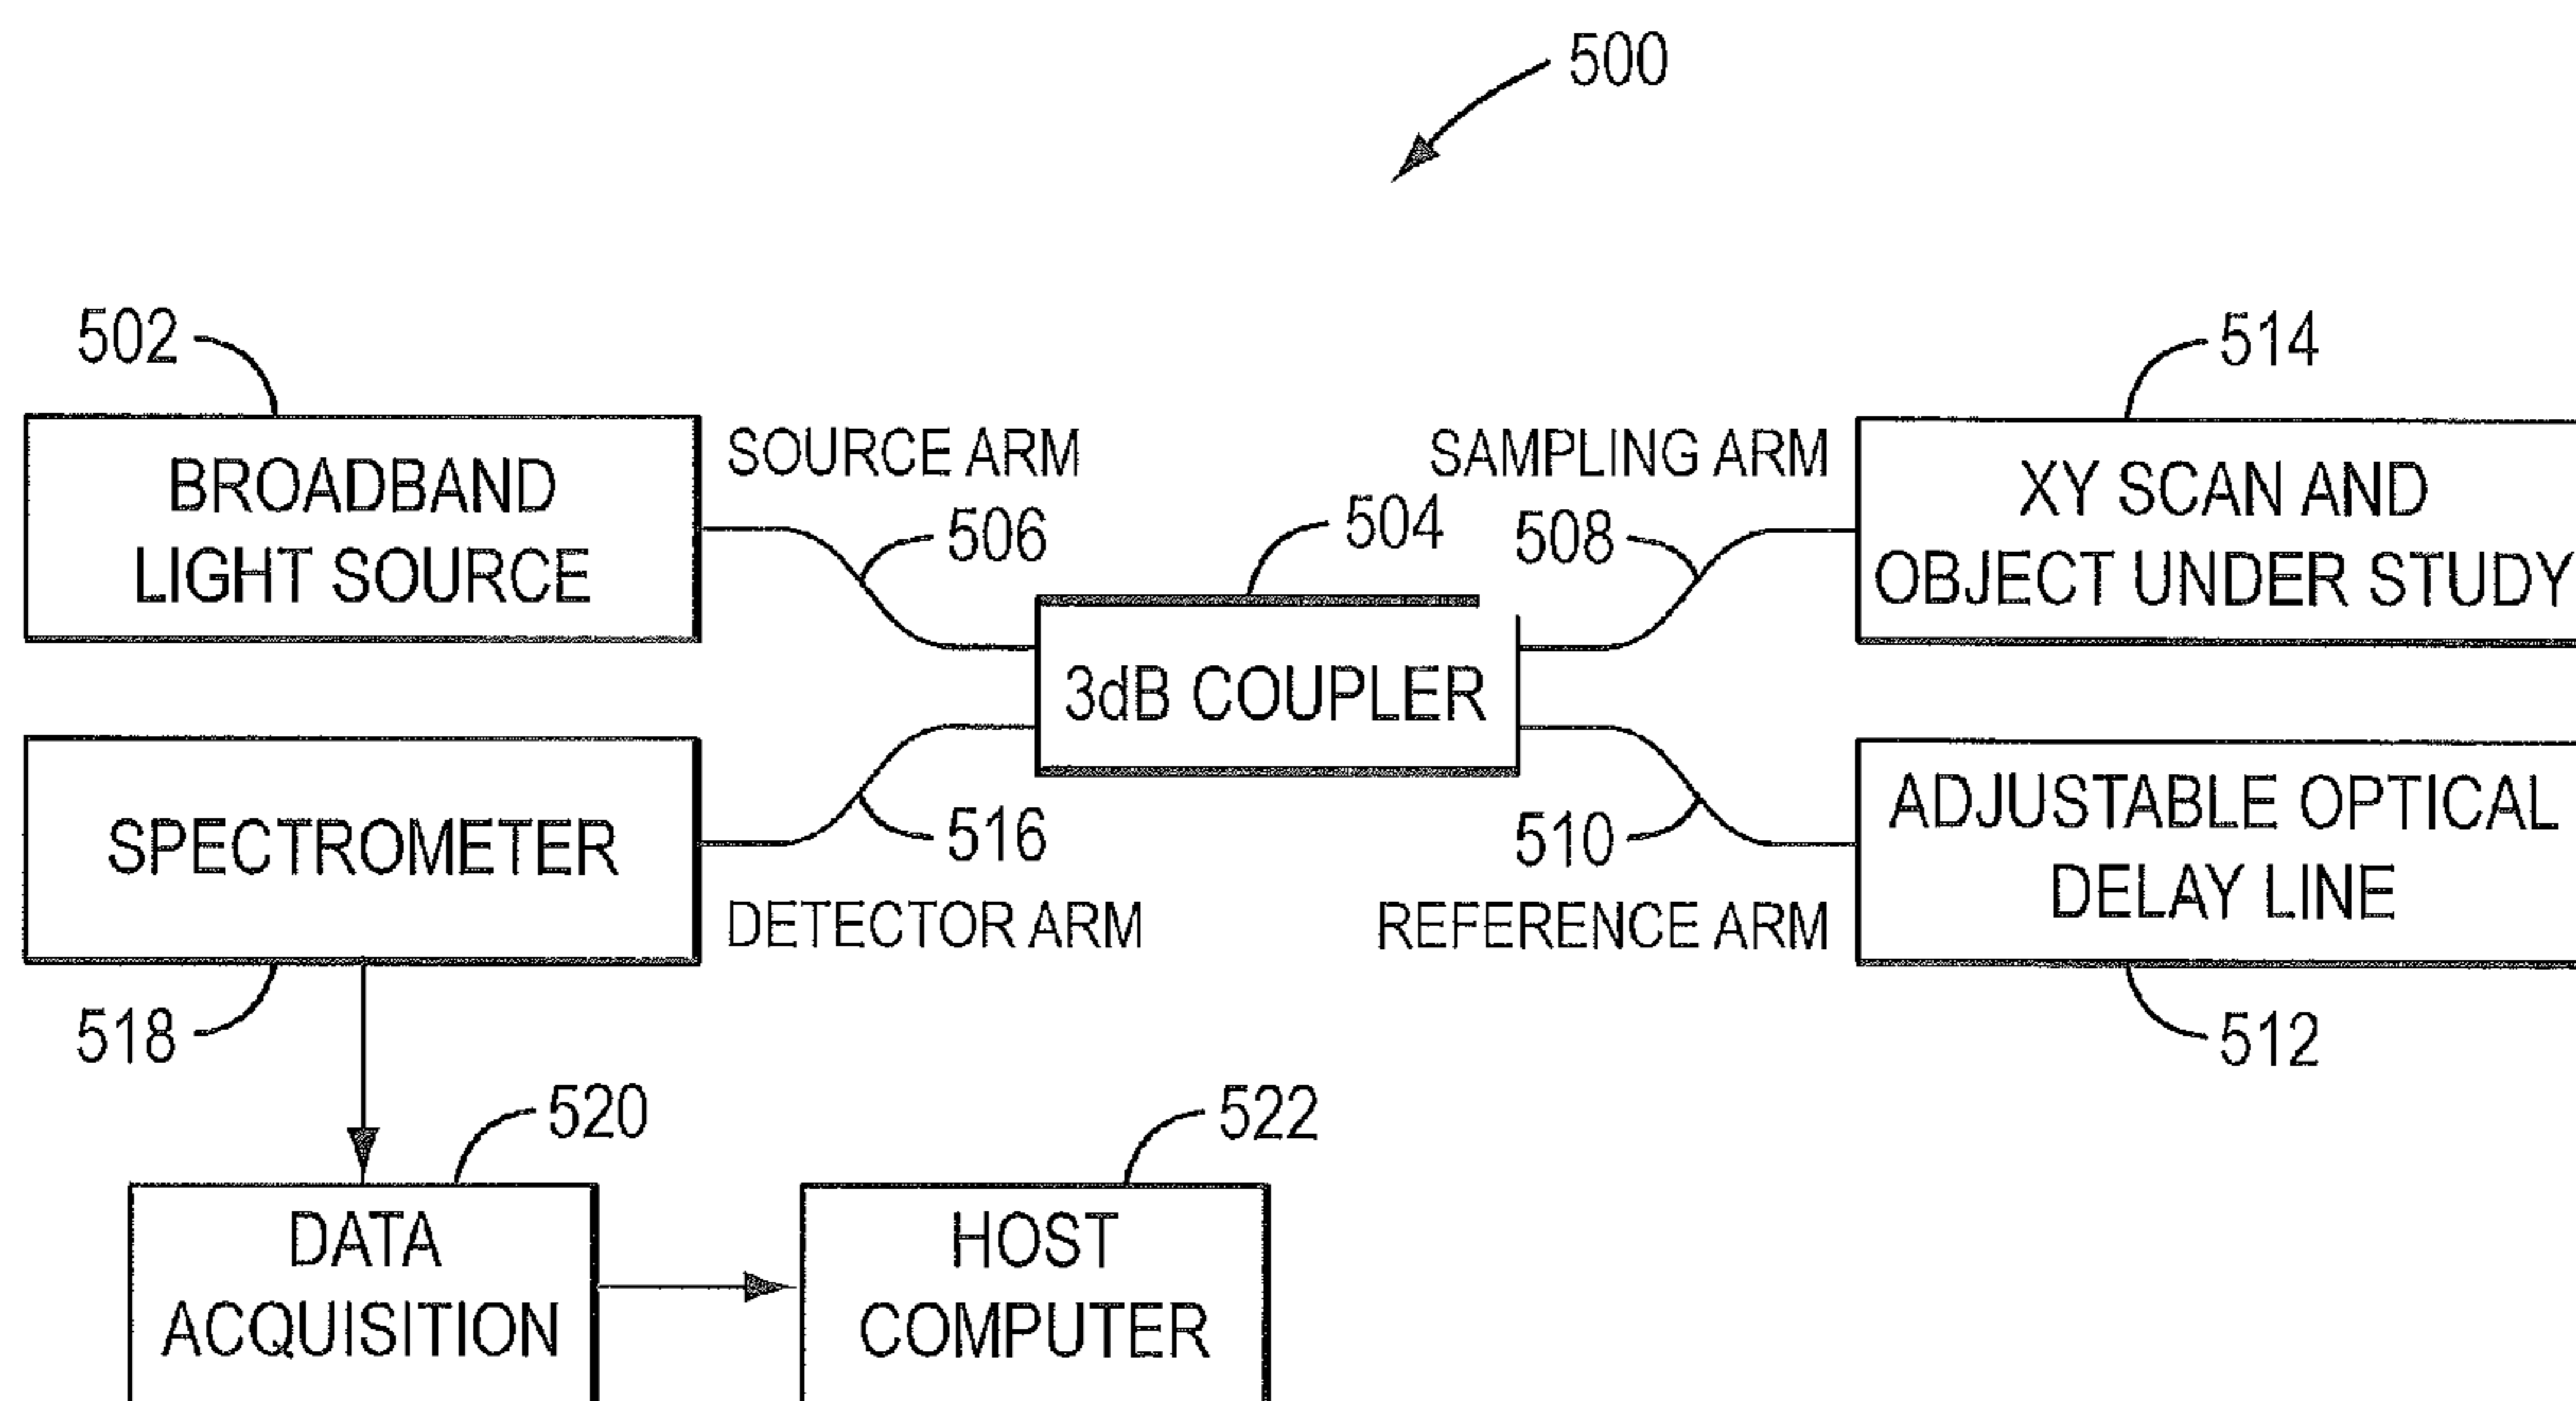 500
502
514
BROADBAND
LIGHT SOURCE
SOURCE ARM
506
504
SAMPLING ARM
508
XY SCAN AND
OBJECT UNDER STUDY
3dB COUPLER
SPECTROMETER
516
DETECTOR ARM
510
REFERENCE ARM
ADJUSTABLE OPTICAL
DELAY LINE
518
512
520
522
DATA
ACQUISITION
HOST
COMPUTER